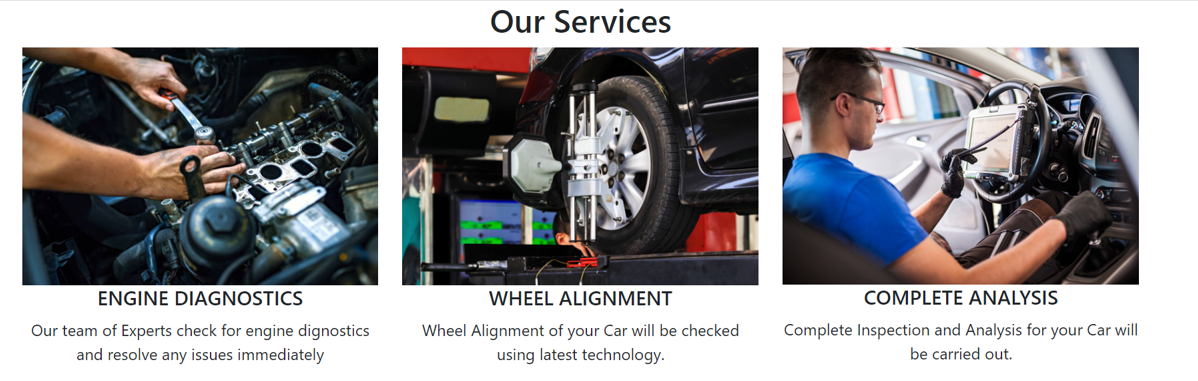 Our Services
ENGINE DIAGNOSTICS
Our team of Experts check for engine dignostics
and resolve any issues immediately
WHEEL ALIGNMENT
Wheel Alignment of your Car will be checked
using latest technology.
COMPLETE ANALYSIS
Complete Inspection and Analysis for your Car will
be carried out.